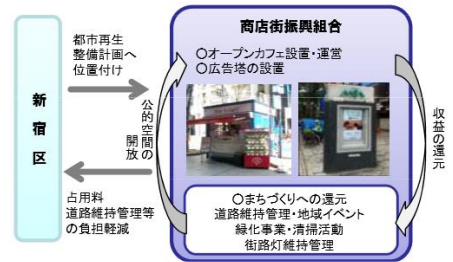 商店街振興組合
都市再生
整備計画へ
位置付け
〇オープンカフェ設置・運営
〇広告塔の設置
新宿区
公的空間の
開放
収益の還元
占用料
道路維持管理等
の負担軽減
〇まちづくりへの還元
道路維持管理・地域イベント
緑化事業・清掃活動
街路灯維持管理